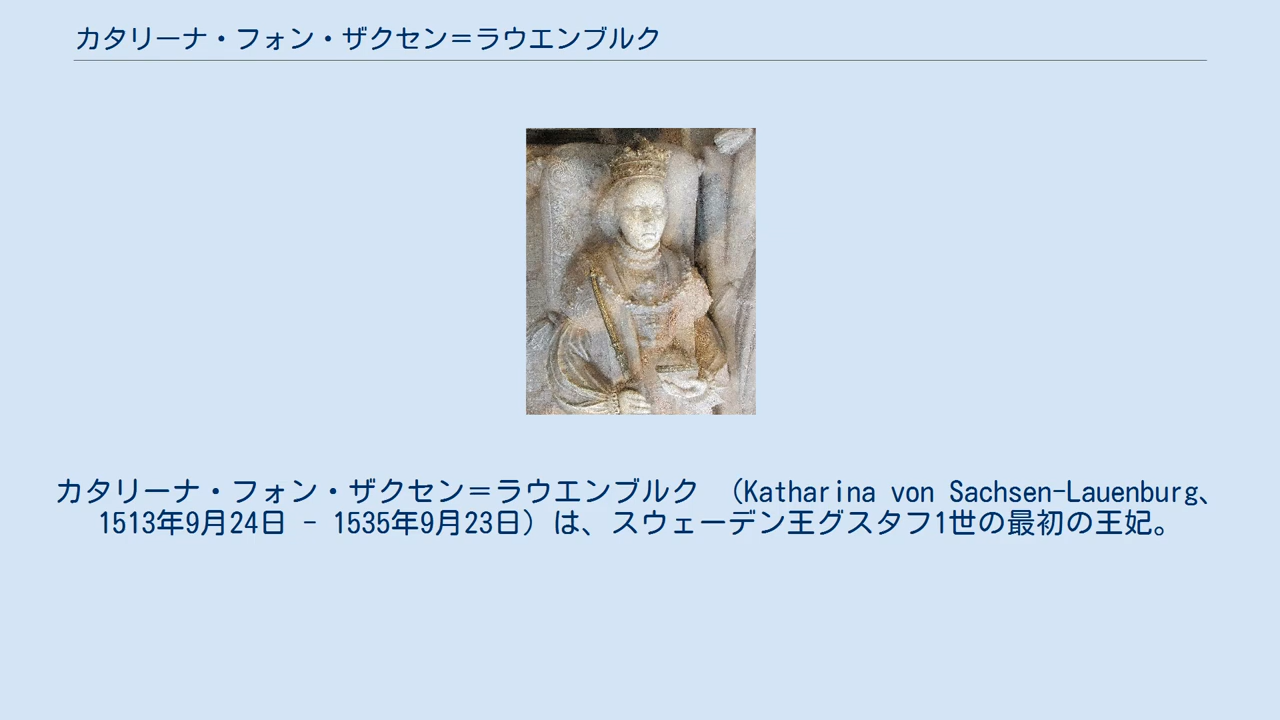 カタリーナ・フォン・ザクセン＝ラウエンブルク
カタリーナ・フォン・ザクセン＝ラウエンブルク （Katharina von Sachsen-Lauenburg、
1513年9月24日 - 1535年9月23日）は、スウェーデン王グスタフ1世の最初の王妃。